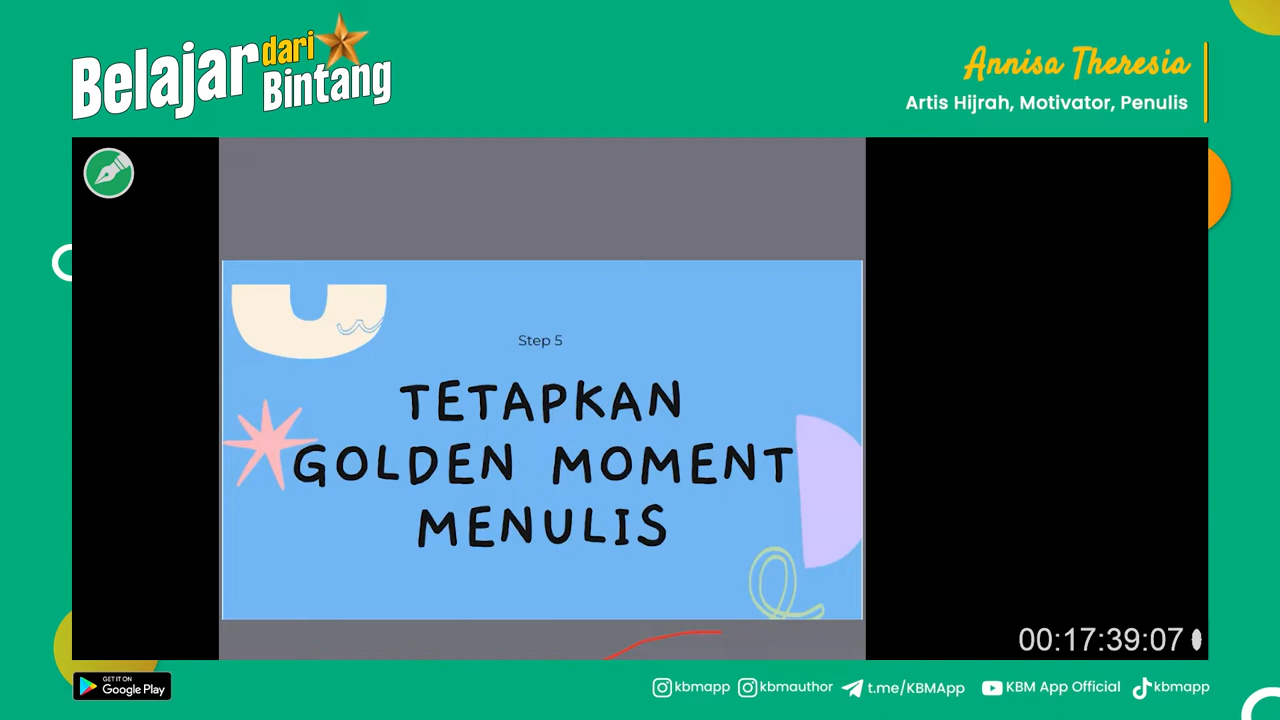 Belajar dari
Bintang
Annisa Theresia
Artis Hijrah, Motivator, Penulis
Step 5
TETAPKAN
GOLDEN MOMENT
MENULIS
00:17:39:07
GET IT ON
Google Play
kbmapp
kbmauthor
t.me/KBMApp
KBM App Official
kbmapp